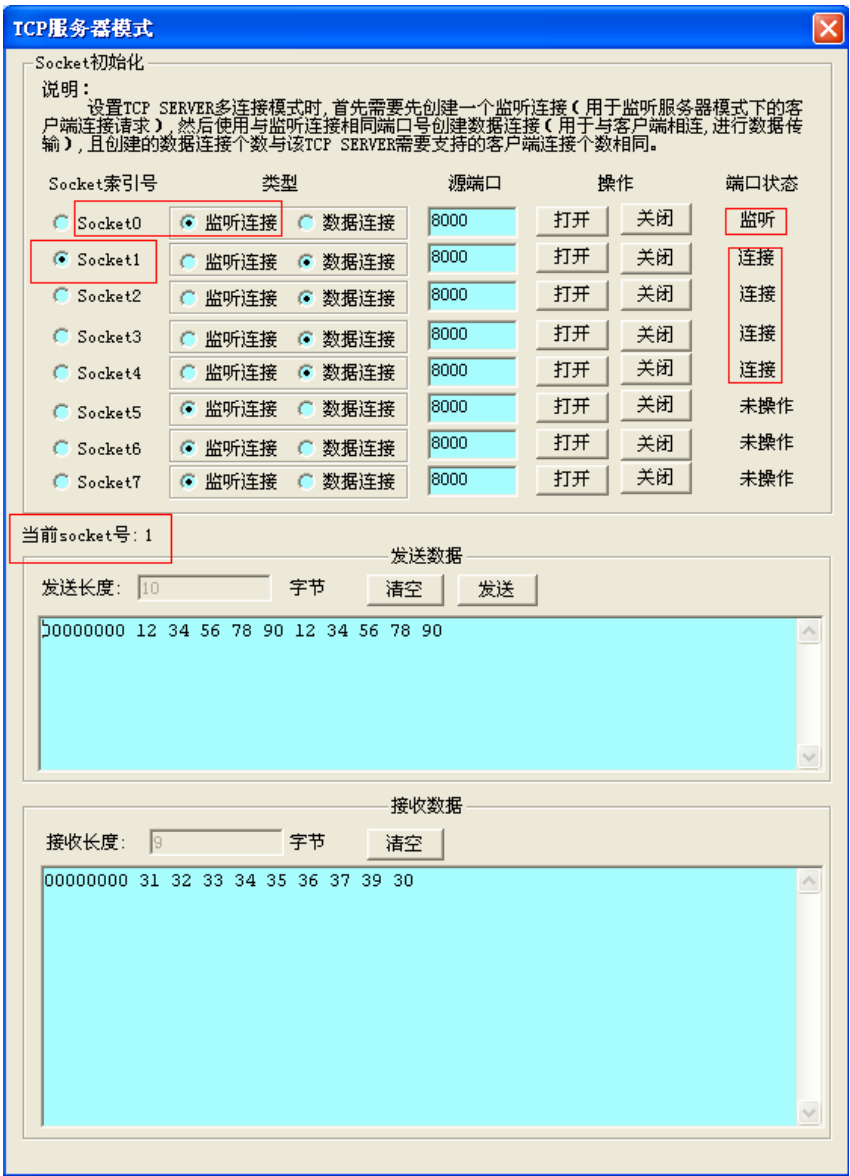 TCP服务器模式
Socket初始化
说明：
设置TCP SERVER多连接模式时,首先需要先创建一个监听连接(用于监听服务器模式下的客
户端连接请求),然后使用与监听连接相同端口号创建数据连接(用于与客户端相连,进行数据传
输),且创建的数据连接个数与该TCP SERVER需要支持的客户端连接个数相同。
Socket索引号 类型 源端口 操作 端口状态
Socket0 监听连接 数据连接 8000 打开 关闭 监听
Socket1 监听连接 数据连接 8000 打开 关闭 连接
Socket2 监听连接 数据连接 8000 打开 关闭 连接
Socket3 监听连接 数据连接 8000 打开 关闭 连接
Socket4 监听连接 数据连接 8000 打开 关闭 连接
Socket5 监听连接 数据连接 8000 打开 关闭 未操作
Socket6 监听连接 数据连接 8000 打开 关闭 未操作
Socket7 监听连接 数据连接 8000 打开 关闭 未操作
当前socket号: 1
发送数据
发送长度: 10 字节 清空 发送
00000000 12 34 56 78 90 12 34 56 78 90
接收数据
接收长度: 9 字节 清空
00000000 31 32 33 34 35 36 37 39 30